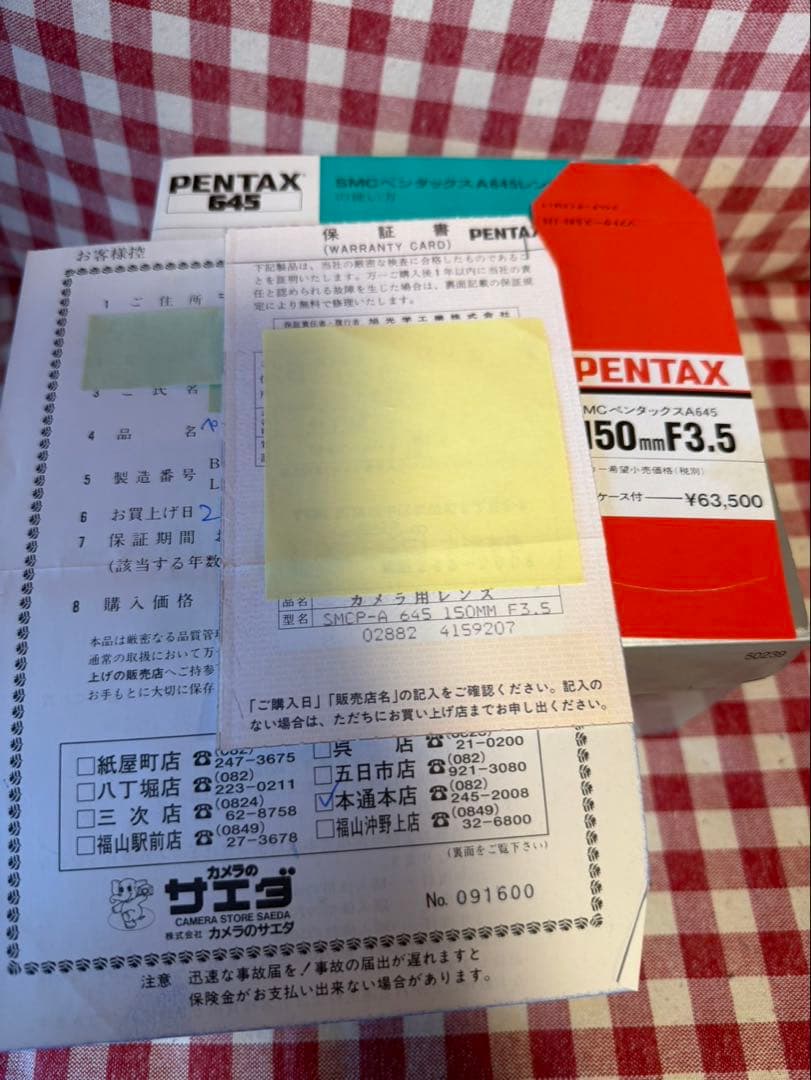 PENTAX
645
SMCペンタックスA645レン
の使い方
PENTAX
MCペンタックスA645
150mmF3.5
カー希望小売価格(税別)
ケース付 ¥63,500
50239
保証書
(WARRANTY CARD) PENTAX
下記製品は、当社の厳密な検査に合格したものであるこ
とを証明いたします。万一ご購入後1年以内に当社の責
任と認められる故障を生じた場合は、裏面記載の保証規
定により無料で修理いたします。
保証責任者・履行者 旭光学工業株式会社
品名 カメラ用レンズ
型名 SMCP-A 645 150MM F3.5
02882 4159207
「ご購入日」「販売店名」の記入をご確認ください。記入の
ない場合は、ただちにお買い上げ店までお申し出ください。
お客様控
1 ご住所 〒
3 ご氏名
4 品名 ペ
5 製造番号 B
L
6 お買上げ日 2
7 保証期間
(該当する年数
8 購入価格
本品は厳密なる品質管理
通常の取扱において万
上げの販売店へご持参
お手もとに大切に保存
□紙屋町店 ☎(082)247-3675
□八丁堀店 ☎(082)223-0211
□三次店 ☎(0824)62-8758
□福山駅前店 ☎(0849)27-3678
□呉店 ☎(0823)21-0200
□五日市店 ☎(082)921-3080
☑本通本店 ☎(082)245-2008
□福山沖野上店 ☎(0849)32-6800
(裏面をご覧下さい)
カメラの
サエダ
CAMERA STORE SAEDA
株式会社 カメラのサエダ
No. 091600
注意 迅速な事故届を!事故の届出が遅れますと
保険金がお支払い出来ない場合があります。